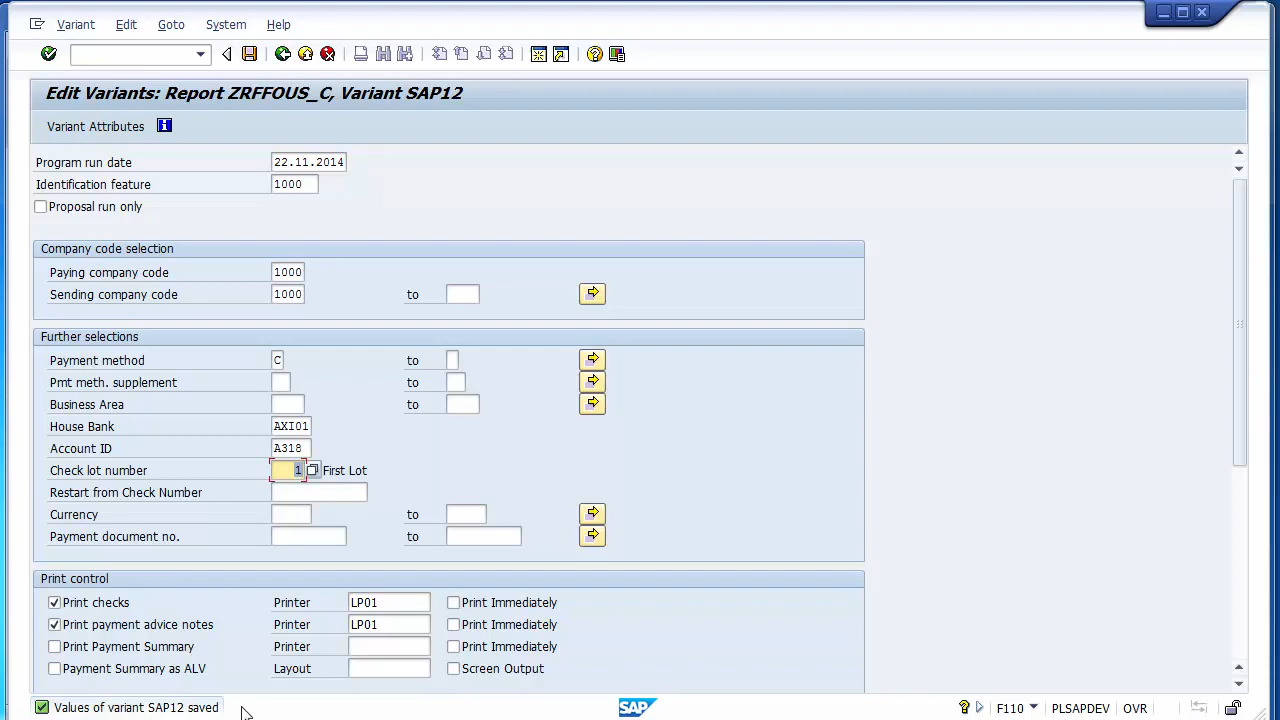 Variant Edit Goto System Help
Edit Variants: Report ZRFFOUS_C, Variant SAP12
Variant Attributes
Program run date 22.11.2014
Identification feature 1000
Proposal run only
Company code selection
Paying company code 1000
Sending company code 1000 to
Further selections
Payment method C to
Pmt meth. supplement to
Business Area to
House Bank AXI01
Account ID A318
Check lot number 1 First Lot
Restart from Check Number
Currency to
Payment document no. to
Print control
Print checks Printer LP01 Print Immediately
Print payment advice notes Printer LP01 Print Immediately
Print Payment Summary Printer Print Immediately
Payment Summary as ALV Layout Screen Output
Values of variant SAP12 saved SAP F110 PLSAPDEV OVR